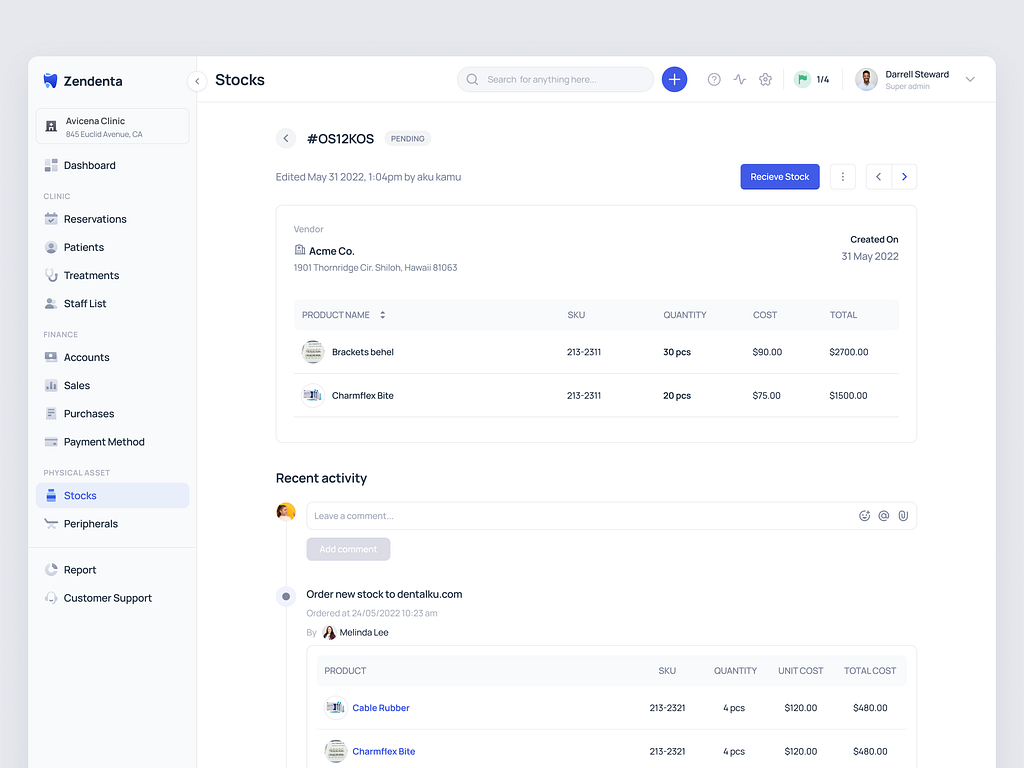 Zendenta
Avicena Clinic
845 Euclid Avenue, CA
Dashboard
CLINIC
Reservations
Patients
Treatments
Staff List
FINANCE
Accounts
Sales
Purchases
Payment Method
PHYSICAL ASSET
Stocks
Peripherals
Report
Customer Support
Stocks
Search for anything here...
1/4
Darrell Steward
Super admin
#OS12KOS PENDING
Edited May 31 2022, 1:04pm by aku kamu
Recieve Stock
Vendor
Acme Co.
1901 Thornridge Cir. Shiloh, Hawaii 81063
Created On
31 May 2022
PRODUCT NAME SKU QUANTITY COST TOTAL
Brackets behel 213-2311 30 pcs $90.00 $2700.00
Charmflex Bite 213-2311 20 pcs $75.00 $1500.00
Recent activity
Leave a comment...
Add comment
Order new stock to dentalku.com
Ordered at 24/05/2022 10:23 am
By Melinda Lee
PRODUCT SKU QUANTITY UNIT COST TOTAL COST
Cable Rubber 213-2321 4 pcs $120.00 $480.00
Charmflex Bite 213-2321 4 pcs $120.00 $480.00